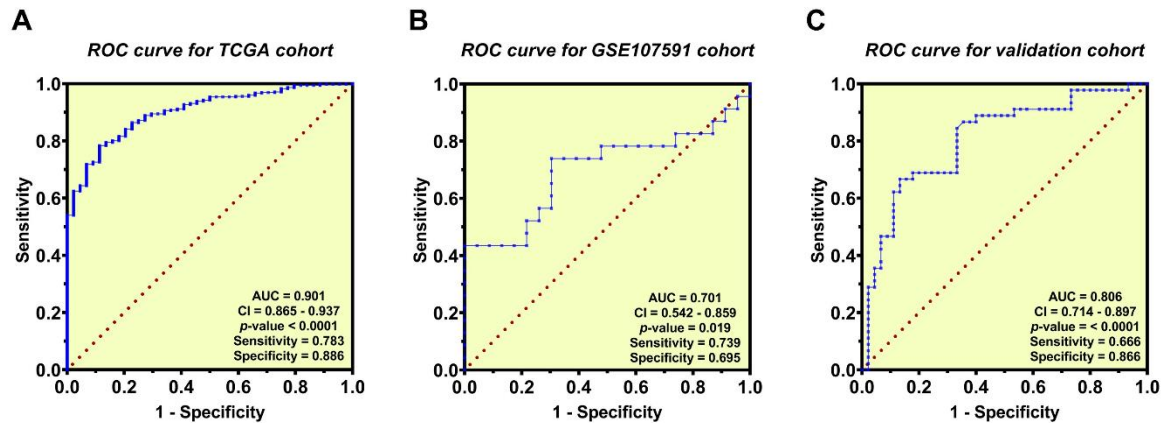 A
ROC curve for TCGA cohort
Sensitivity
1.0
0.8
0.6
0.4
0.2
0.0
AUC = 0.901
CI = 0.865 - 0.937
p-value < 0.0001
Sensitivity = 0.783
Specificity = 0.886
0.0 0.2 0.4 0.6 0.8 1.0
1 - Specificity
B
ROC curve for GSE107591 cohort
Sensitivity
1.0
0.8
0.6
0.4
0.2
0.0
AUC = 0.701
CI = 0.542 - 0.859
p-value = 0.019
Sensitivity = 0.739
Specificity = 0.695
0.0 0.2 0.4 0.6 0.8 1.0
1 - Specificity
C
ROC curve for validation cohort
Sensitivity
1.0
0.8
0.6
0.4
0.2
0.0
AUC = 0.806
CI = 0.714 - 0.897
p-value = < 0.0001
Sensitivity = 0.666
Specificity = 0.866
0.0 0.2 0.4 0.6 0.8 1.0
1 - Specificity